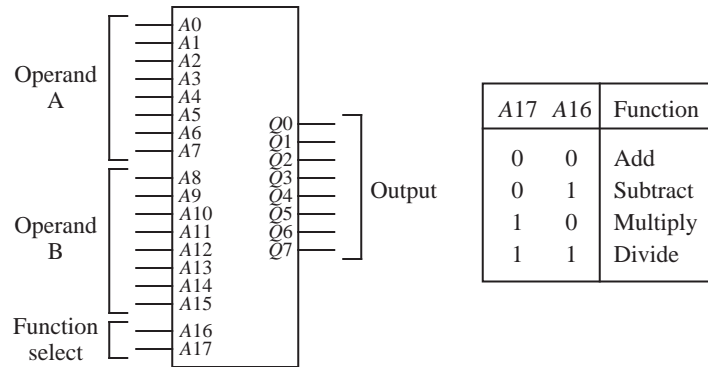 Operand
A
A0
A1
A2
A3
A4
A5
A6
A7
Operand
B
A8
A9
A10
A11
A12
A13
A14
A15
Function
select
A16
A17
Q0
Q1
Q2
Q3
Q4
Q5
Q6
Q7
Output
A17 A16 Function
0 0 Add
0 1 Subtract
1 0 Multiply
1 1 Divide